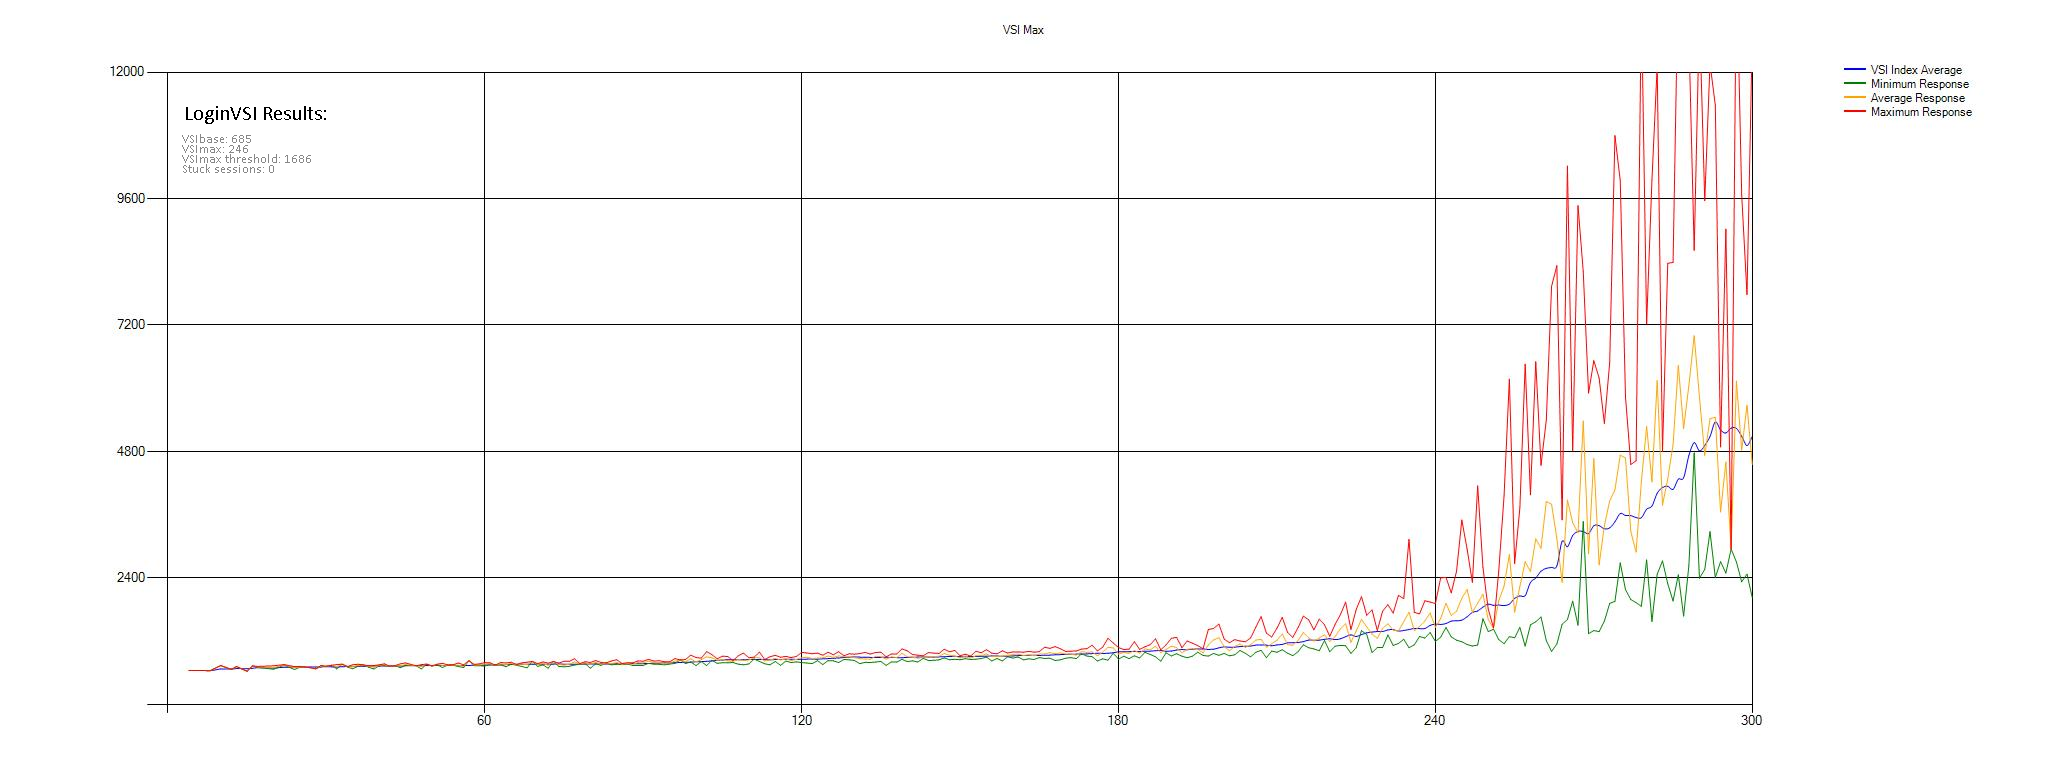 VSI Max
12000
9600
7200
4800
2400
LoginVSI Results:
VSIbase: 685
VSImax: 246
VSImax threshold: 1686
Stuck sessions: 0
VSI Index Average
Minimum Response
Average Response
Maximum Response
60
120
180
240
300